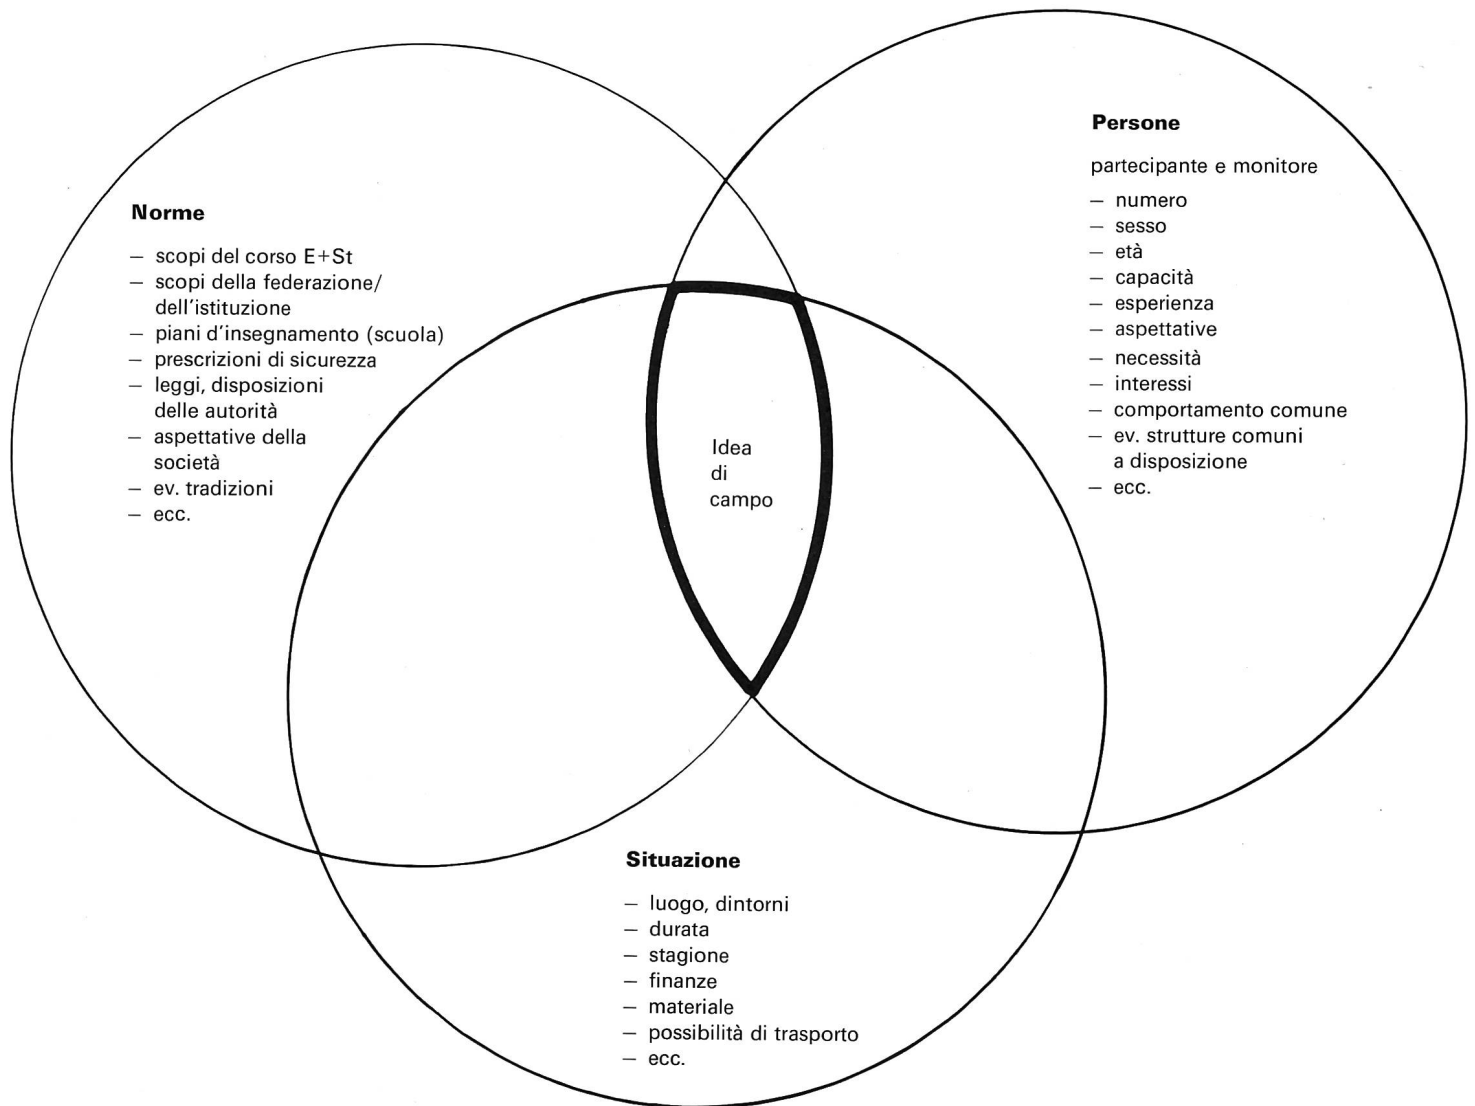 Norme
– scopi del corso E+St
– scopi della federazione/
dell'istituzione
– piani d'insegnamento (scuola)
– prescrizioni di sicurezza
– leggi, disposizioni
delle autorità
– aspettative della
società
– ev. tradizioni
– ecc.
Persone
partecipante e monitore
– numero
– sesso
– età
– capacità
– esperienza
– aspettative
– necessità
– interessi
– comportamento comune
– ev. strutture comuni
a disposizione
– ecc.
Idea
di
campo
Situazione
– luogo, dintorni
– durata
– stagione
– finanze
– materiale
– possibilità di trasporto
– ecc.